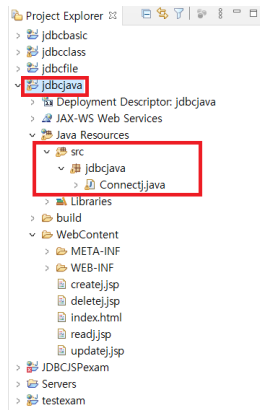 Project Explorer
jdbcbasic
jdbcclass
jdbcfile
jdbcjava
Deployment Descriptor: jdbcjava
JAX-WS Web Services
Java Resources
src
jdbcjava
Connectj.java
Libraries
build
WebContent
META-INF
WEB-INF
createj.jsp
deletej.jsp
index.html
readj.jsp
updatej.jsp
JDBCJSPexam
Servers
testexam